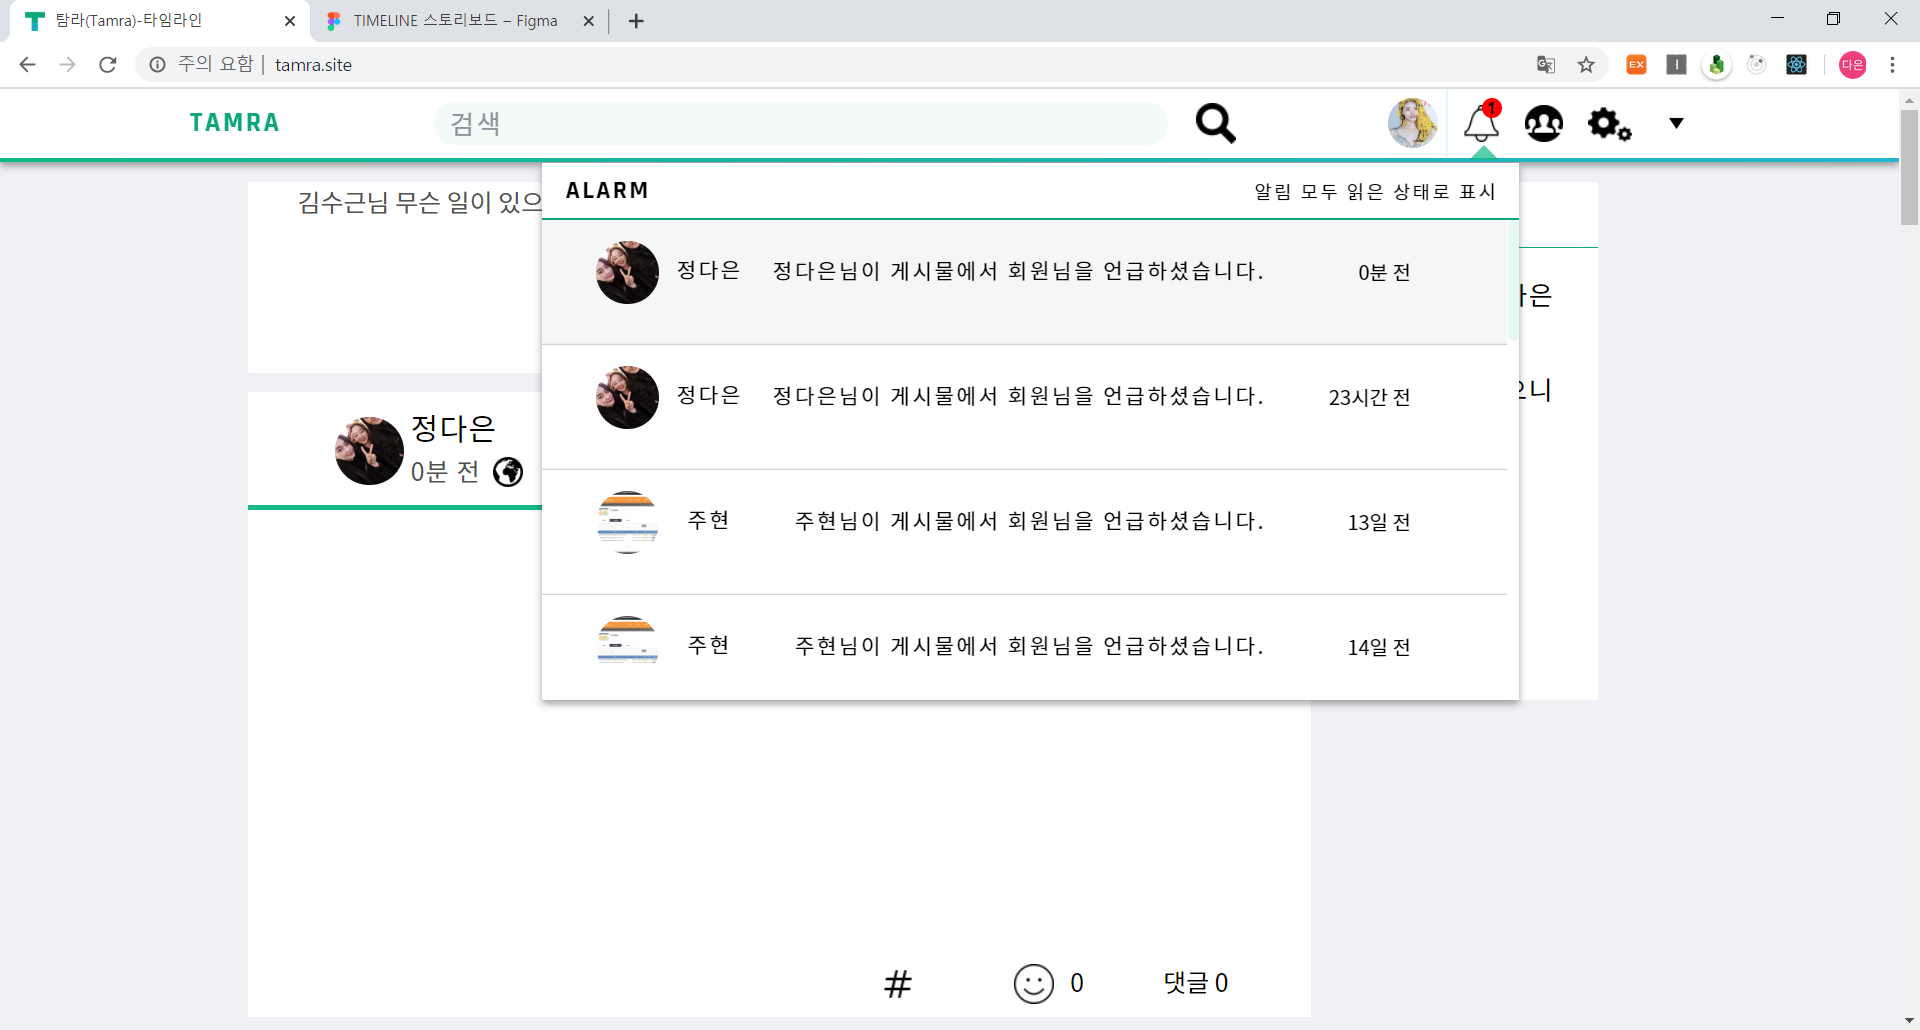 탐라(Tamra)-타임라인
TIMELINE 스토리보드 – Figma
주의 요함 | tamra.site
EX
다은
TAMRA
검색
1
ALARM
알림 모두 읽은 상태로 표시
김수근님 무슨 일이 있으
정다은
정다은님이 게시물에서 회원님을 언급하셨습니다.
0분 전
정다은
정다은님이 게시물에서 회원님을 언급하셨습니다.
23시간 전
주현
주현님이 게시물에서 회원님을 언급하셨습니다.
13일 전
주현
주현님이 게시물에서 회원님을 언급하셨습니다.
14일 전
정다은
0분 전
#
0
댓글 0